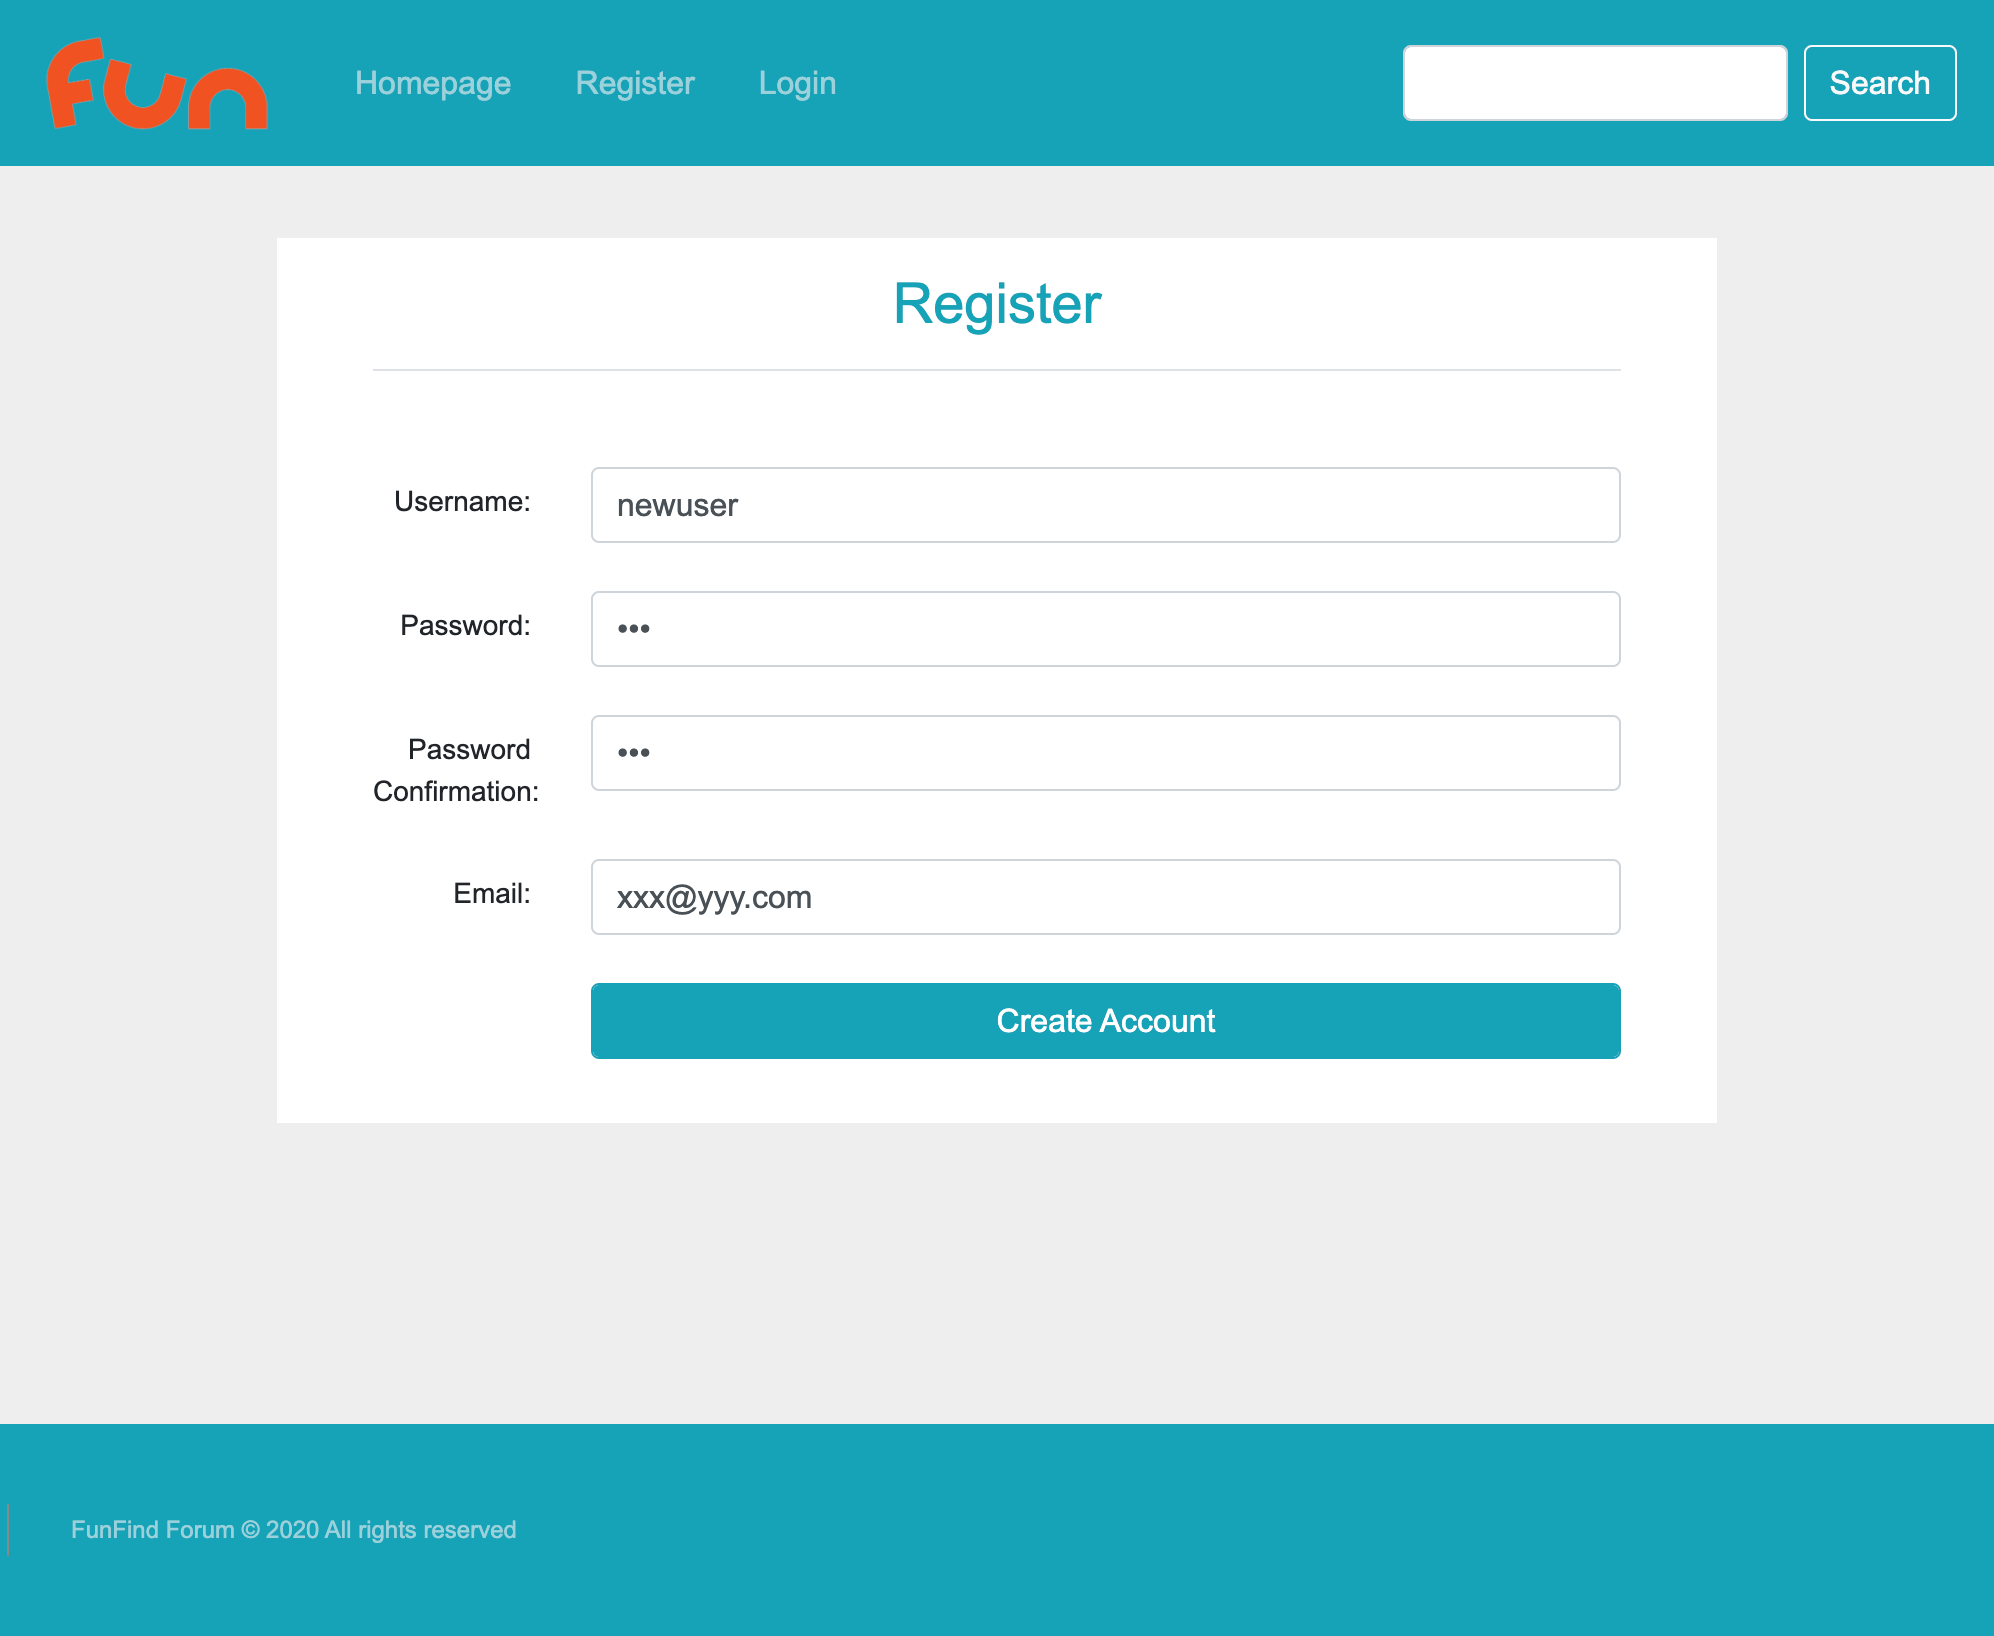 fun
Homepage Register Login Search
Register
Username: newuser
Password: •••
Password
Confirmation: •••
Email: xxx@yyy.com
Create Account
FunFind Forum © 2020 All rights reserved